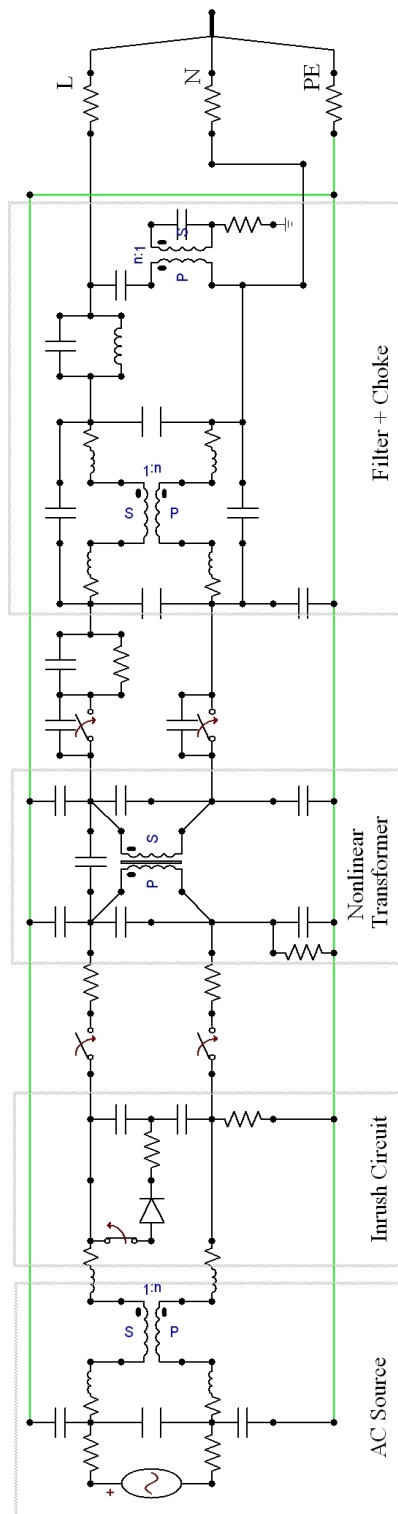 L
N
PE
n:1
S
P
Filter + Choke
1:n
S
P
Nonlinear
Transformer
S
P
Inrush Circuit
1:n
S
P
AC Source
+